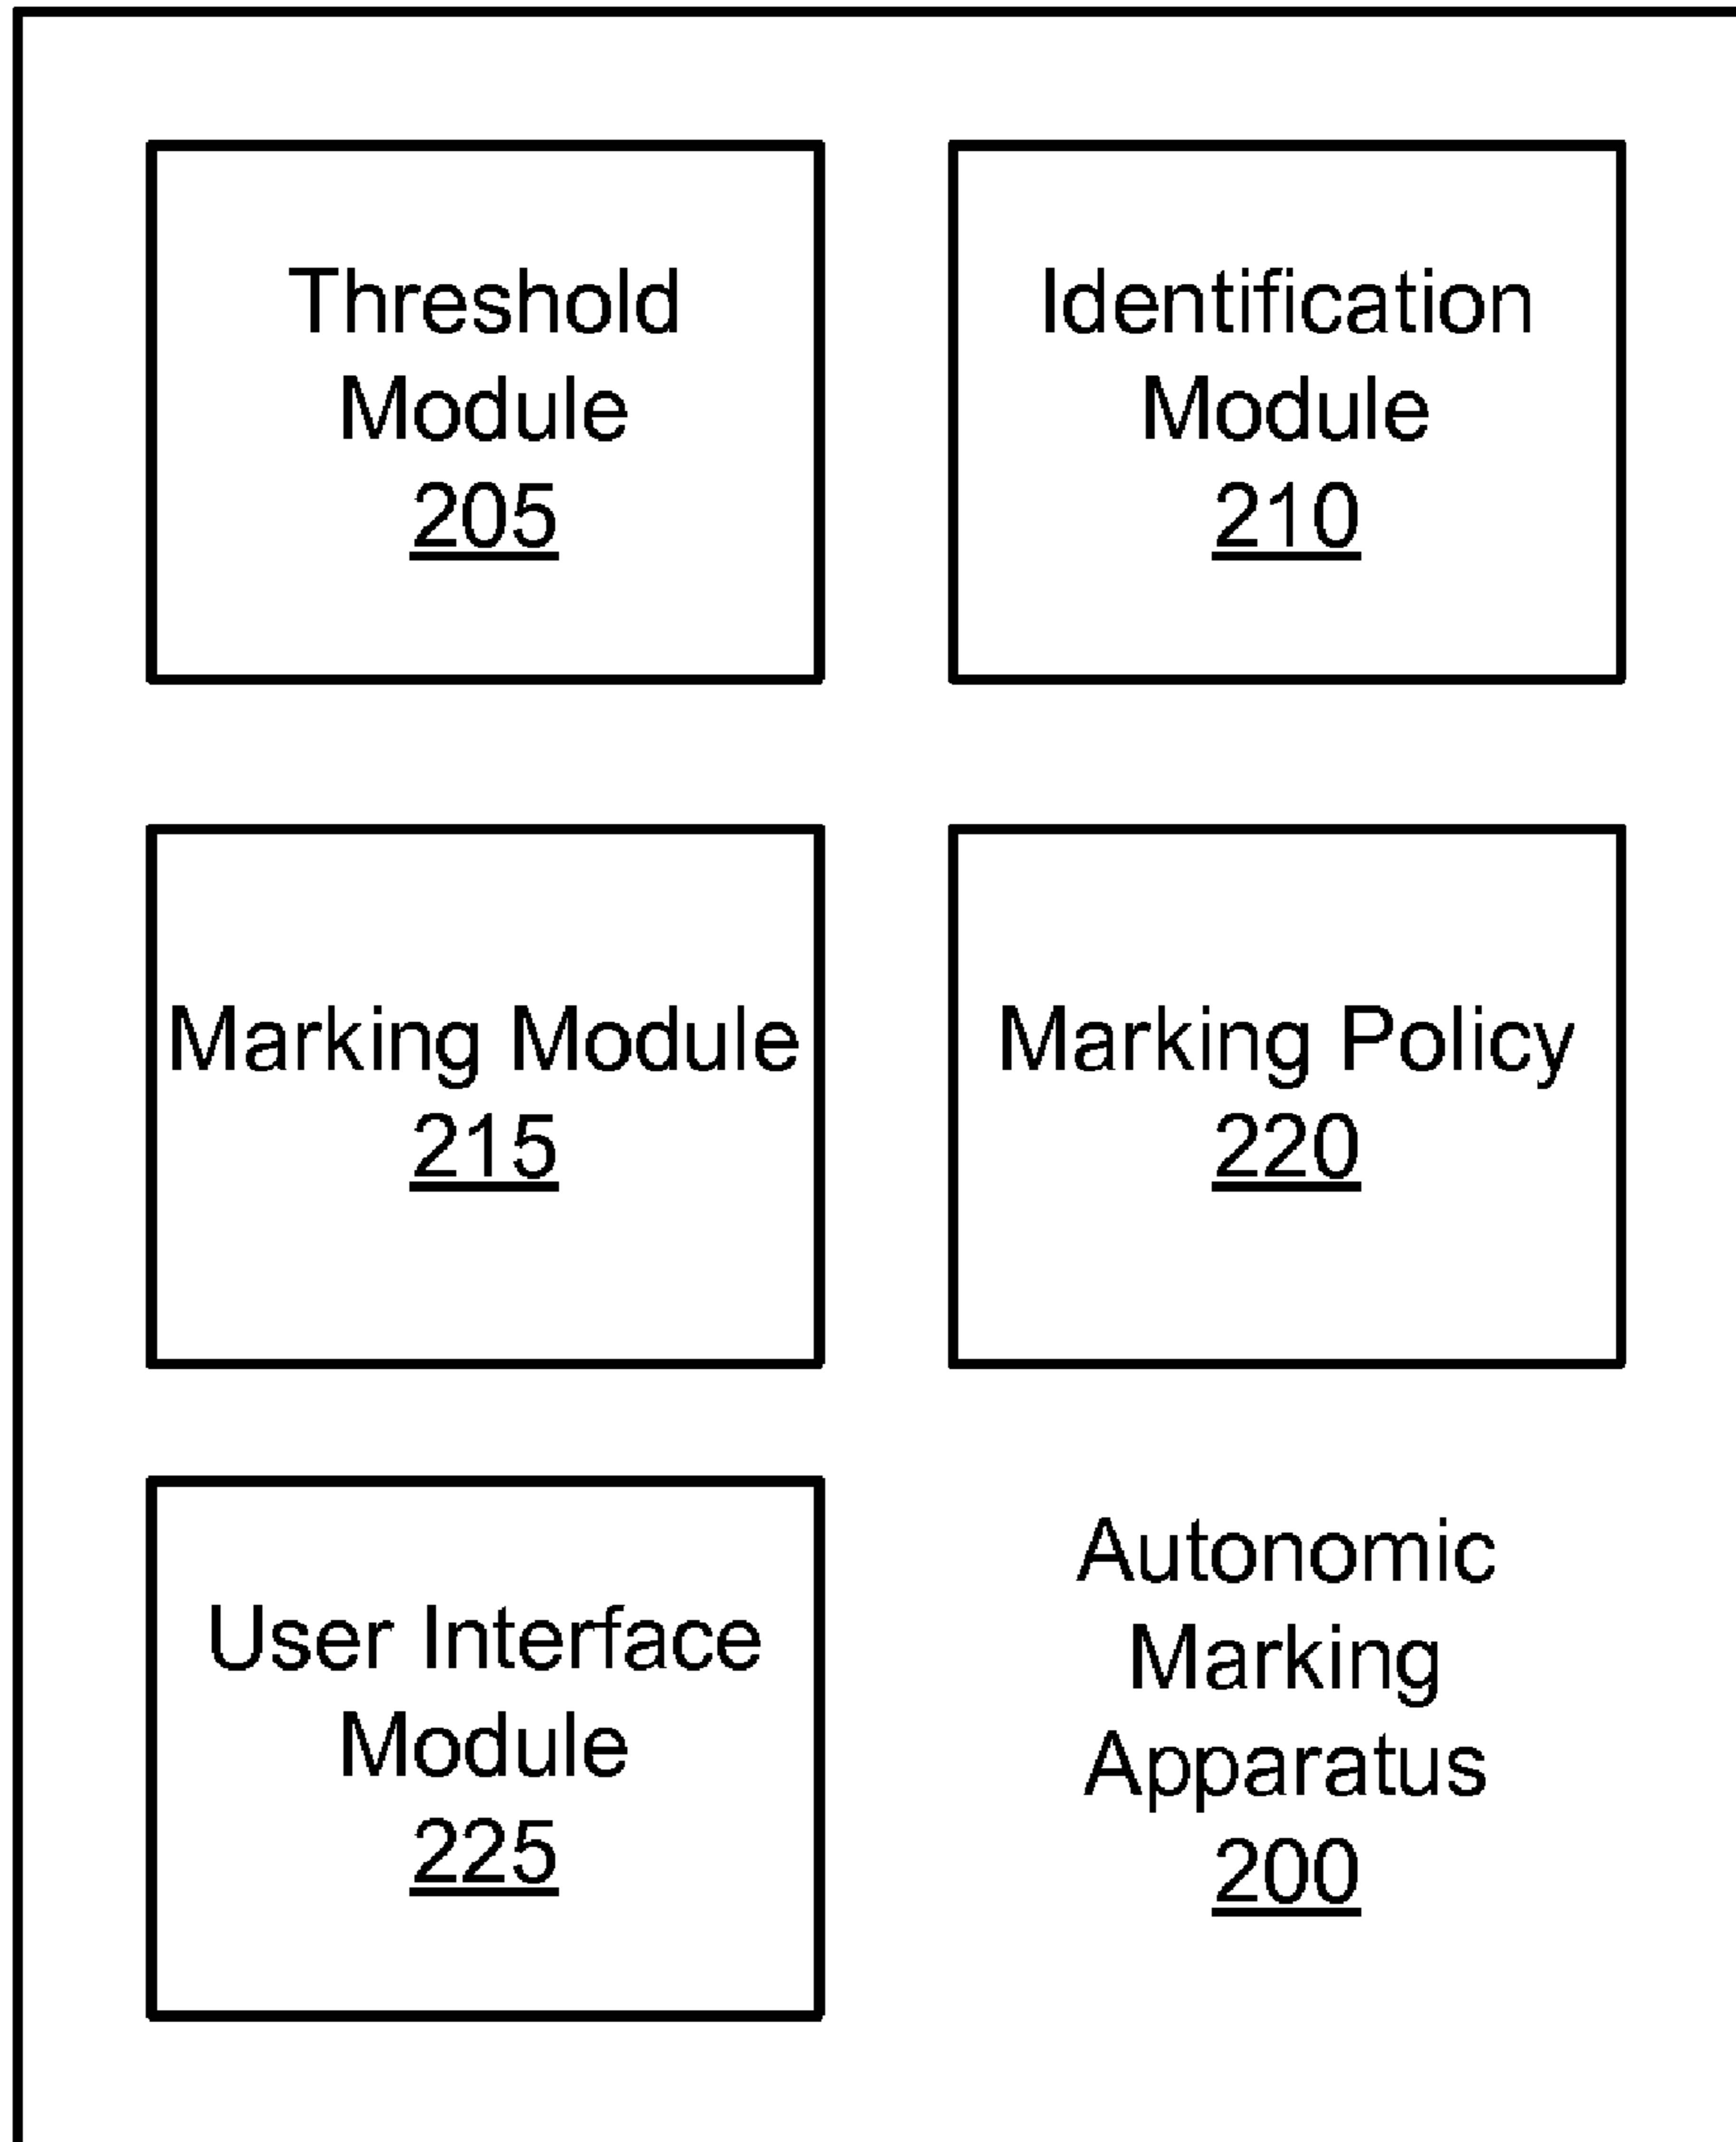 Threshold
Module
205
Identification
Module
210
Marking Module
215
Marking Policy
220
User Interface
Module
225
Autonomic
Marking
Apparatus
200